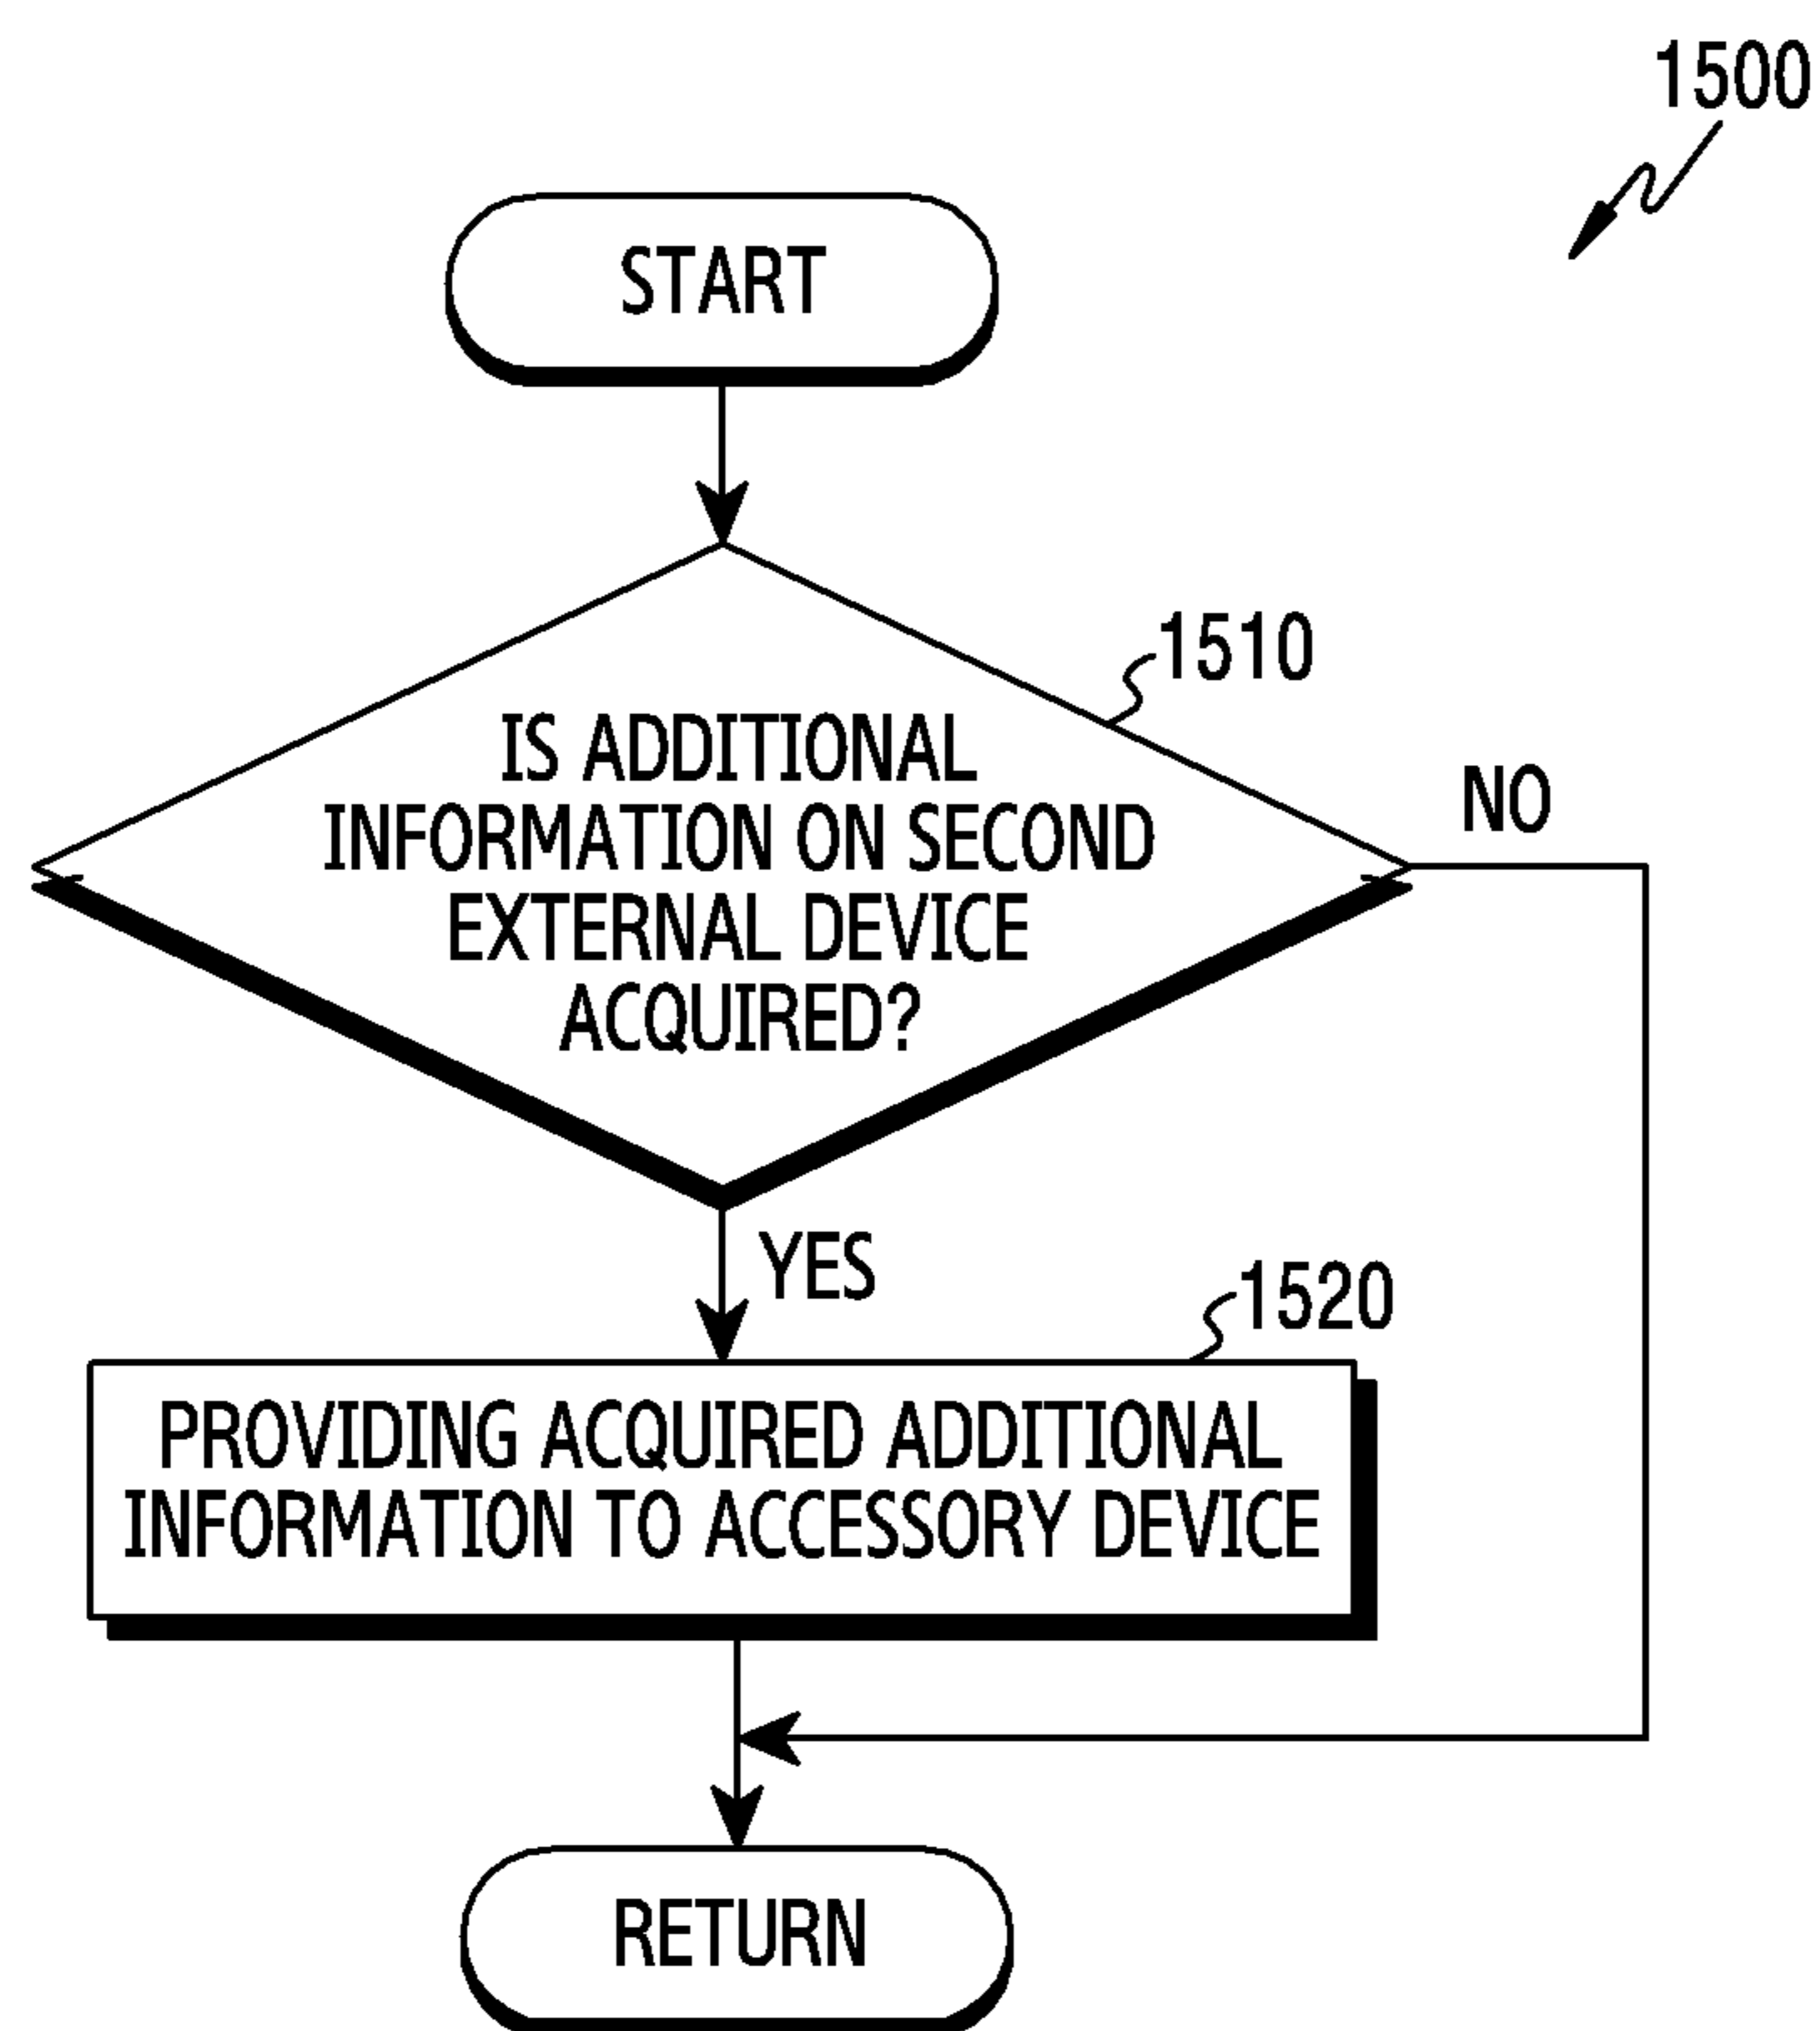 1500
START
1510
IS ADDITIONAL
INFORMATION ON SECOND
EXTERNAL DEVICE
ACQUIRED?
NO
YES
1520
PROVIDING ACQUIRED ADDITIONAL
INFORMATION TO ACCESSORY DEVICE
RETURN